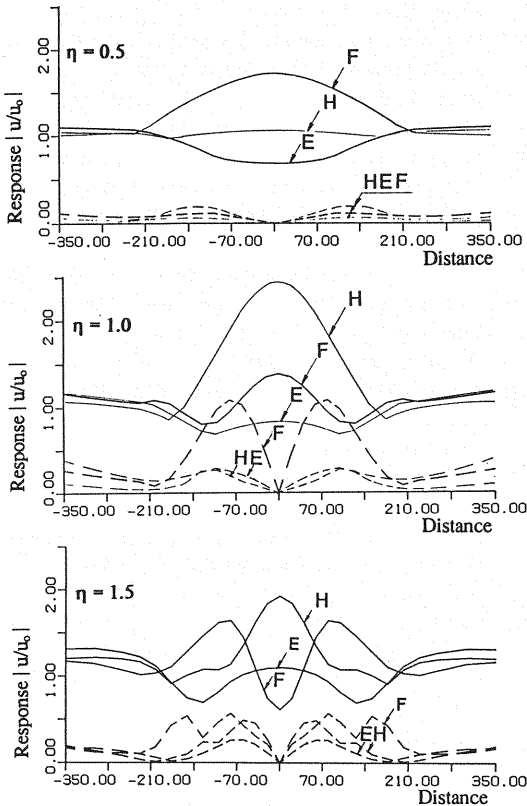 η = 0.5
F
H
E
HEF
Response | u/uₒ |
0.00 1.00 2.00
-350.00 -210.00 -70.00 70.00 210.00 350.00
Distance
η = 1.0
H
F
E
F
HE
Response | u/uₒ |
0.00 1.00 2.00
-350.00 -210.00 -70.00 70.00 210.00 350.00
Distance
η = 1.5
H
E
F
F
EH
Response | u/uₒ |
0.00 1.00 2.00
-350.00 -210.00 -70.00 70.00 210.00 350.00
Distance